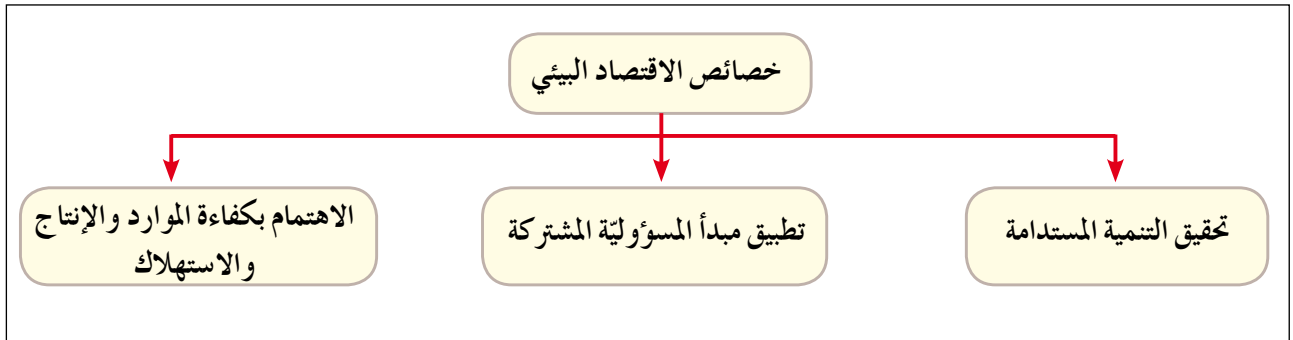 خصائص الاقتصاد البيئي
تحقيق التنمية المستدامة
تطبيق مبدأ المسؤوليّة المشتركة
الاهتمام بكفاءة الموارد والإنتاج
والاستهلاك